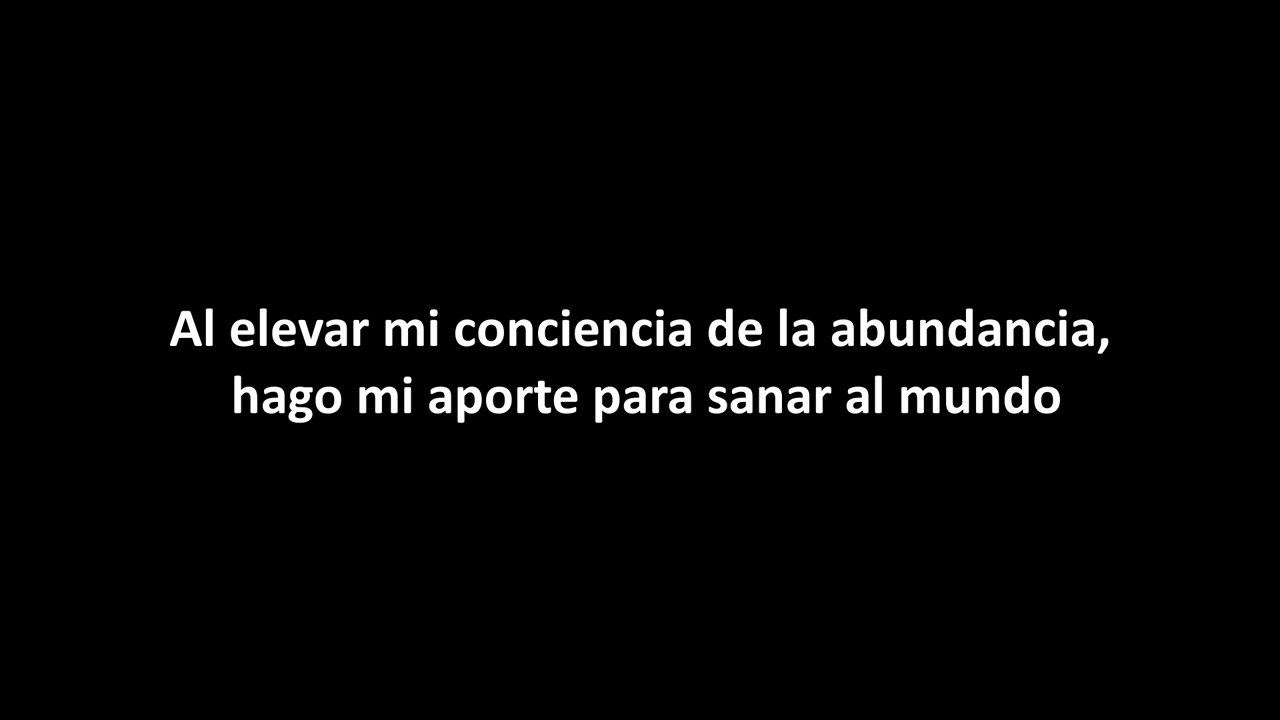 Al elevar mi conciencia de la abundancia,
hago mi aporte para sanar al mundo